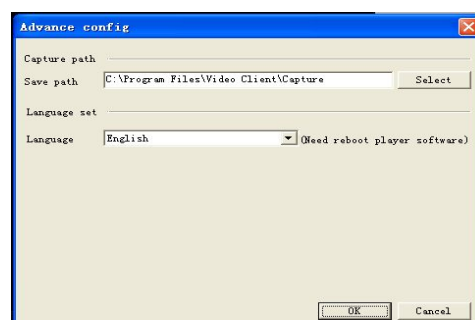 Advance config
Capture path
Save path C:\Program Files\Video Client\Capture Select
Language set
Language English (Need reboot player software)
OK Cancel